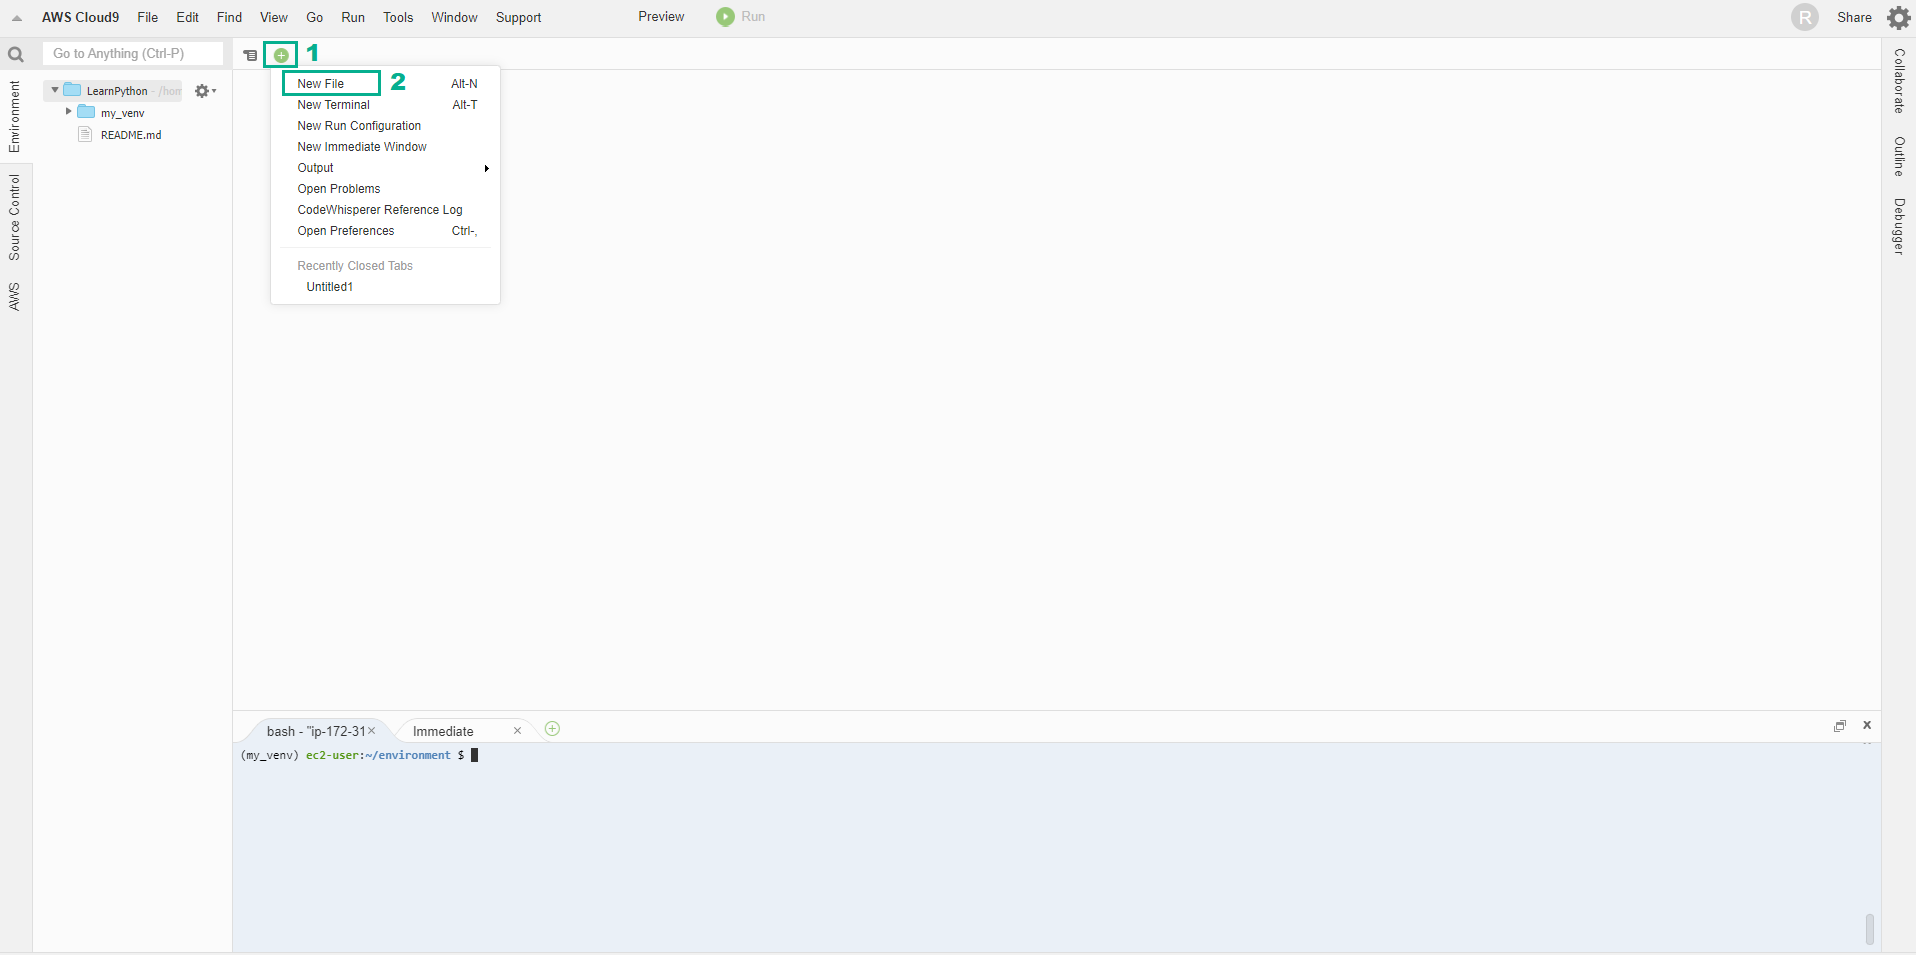 AWS Cloud9 File Edit Find View Go Run Tools Window Support Preview Run R Share
Go to Anything (Ctrl-P)
1
New File Alt-N
2
New Terminal Alt-T
New Run Configuration
New Immediate Window
Output
Open Problems
CodeWhisperer Reference Log
Open Preferences Ctrl-,
Recently Closed Tabs
Untitled1
LearnPython - /hom
my_venv
README.md
Environment
Source Control
AWS
Collaborate
Outline
Debugger
bash - "ip-172-31
Immediate
(my_venv) ec2-user:~/environment $